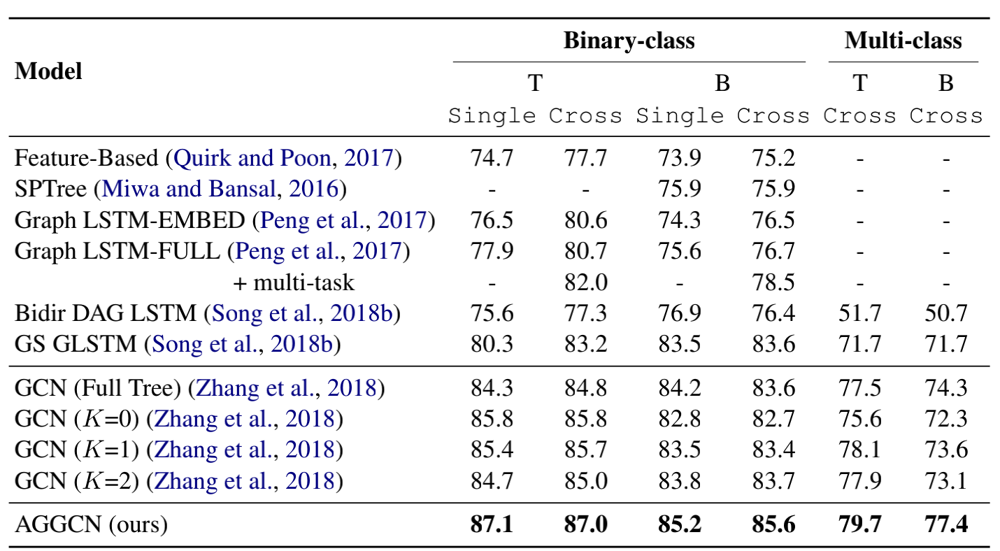 Binary-class Multi-class
Model
T B T B
Single Cross Single Cross Cross Cross
Feature-Based (Quirk and Poon, 2017) 74.7 77.7 73.9 75.2 - -
SPTree (Miwa and Bansal, 2016) - - 75.9 75.9 - -
Graph LSTM-EMBED (Peng et al., 2017) 76.5 80.6 74.3 76.5 - -
Graph LSTM-FULL (Peng et al., 2017) 77.9 80.7 75.6 76.7 - -
+ multi-task - 82.0 - 78.5 - -
Bidir DAG LSTM (Song et al., 2018b) 75.6 77.3 76.9 76.4 51.7 50.7
GS GLSTM (Song et al., 2018b) 80.3 83.2 83.5 83.6 71.7 71.7
GCN (Full Tree) (Zhang et al., 2018) 84.3 84.8 84.2 83.6 77.5 74.3
GCN (K=0) (Zhang et al., 2018) 85.8 85.8 82.8 82.7 75.6 72.3
GCN (K=1) (Zhang et al., 2018) 85.4 85.7 83.5 83.4 78.1 73.6
GCN (K=2) (Zhang et al., 2018) 84.7 85.0 83.8 83.7 77.9 73.1
AGGCN (ours) 87.1 87.0 85.2 85.6 79.7 77.4